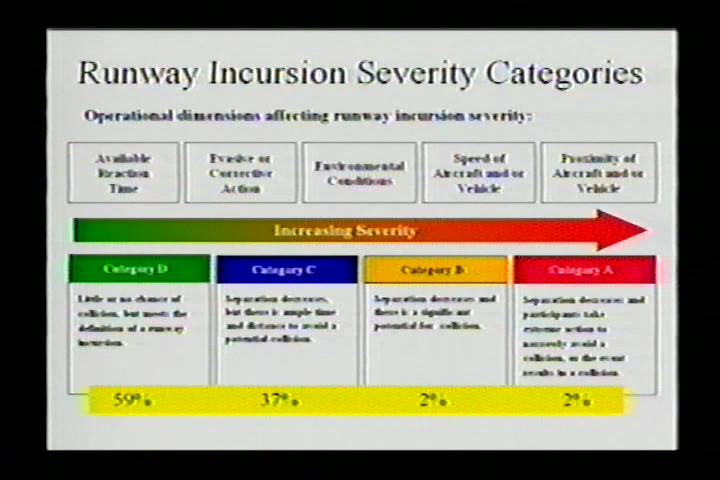 Runway Incursion Severity Categories
Operational dimensions affecting runway incursion severity:
Available
Reaction
Time
Evasive or
Corrective
Action
Environmental
Conditions
Speed of
Aircraft and/or
Vehicle
Proximity of
Aircraft and/or
Vehicle
Increasing Severity
Category D
Category C
Category B
Category A
Little or no chance of
collision, but meets the
definition of a runway
incursion.
Separation decreases,
but there is ample time
and distance to avoid a
potential collision.
Separation decreases and
there is a significant
potential for collision.
Separation decreases and
participants take
extreme action to
narrowly avoid a
collision, or the event
results in a collision.
59%
37%
2%
2%